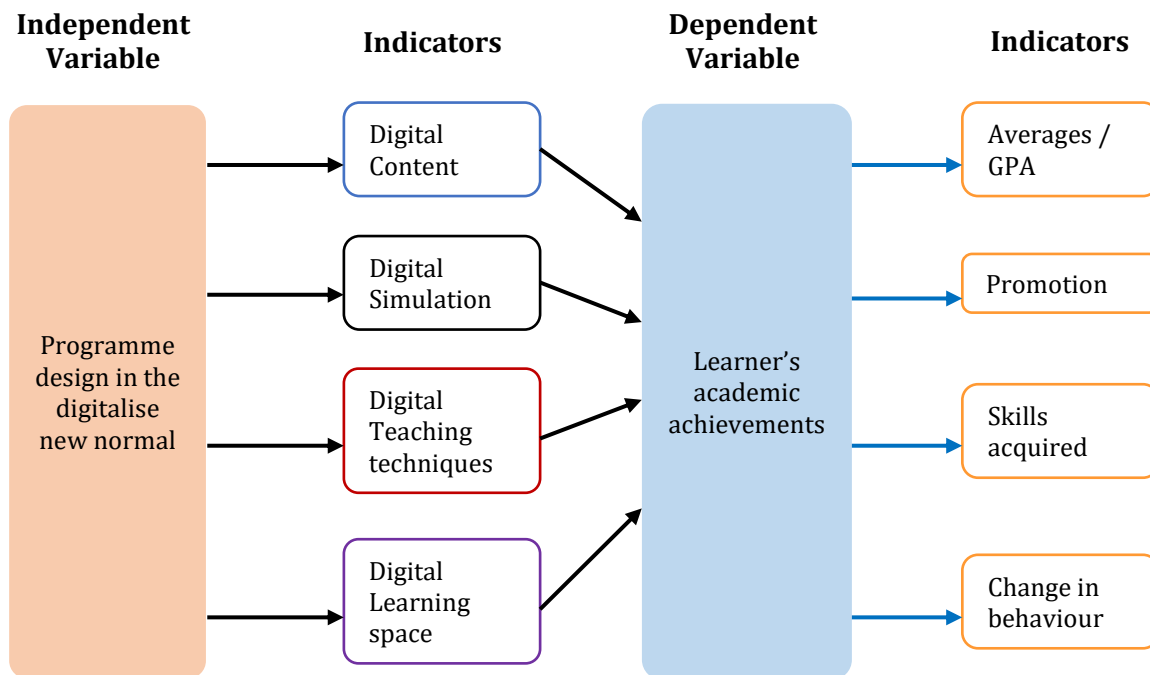 Independent
Variable
Indicators
Dependent
Variable
Indicators
Programme
design in the
digitalise
new normal
Digital
Content
Digital
Simulation
Digital
Teaching
techniques
Digital
Learning
space
Learner’s
academic
achievements
Averages /
GPA
Promotion
Skills
acquired
Change in
behaviour